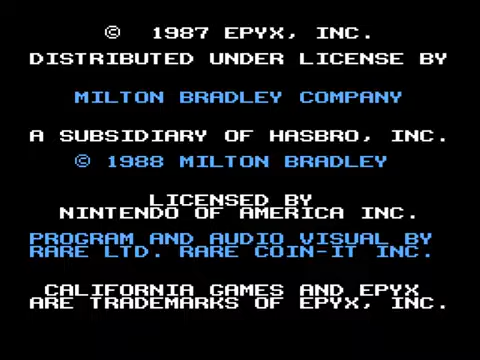 © 1987 EPYX, INC.
DISTRIBUTED UNDER LICENSE BY
MILTON BRADLEY COMPANY
A SUBSIDIARY OF HASBRO, INC.
© 1988 MILTON BRADLEY
LICENSED BY
NINTENDO OF AMERICA INC.
PROGRAM AND AUDIO VISUAL BY
RARE LTD. RARE COIN-IT INC.
CALIFORNIA GAMES AND EPYX
ARE TRADEMARKS OF EPYX, INC.